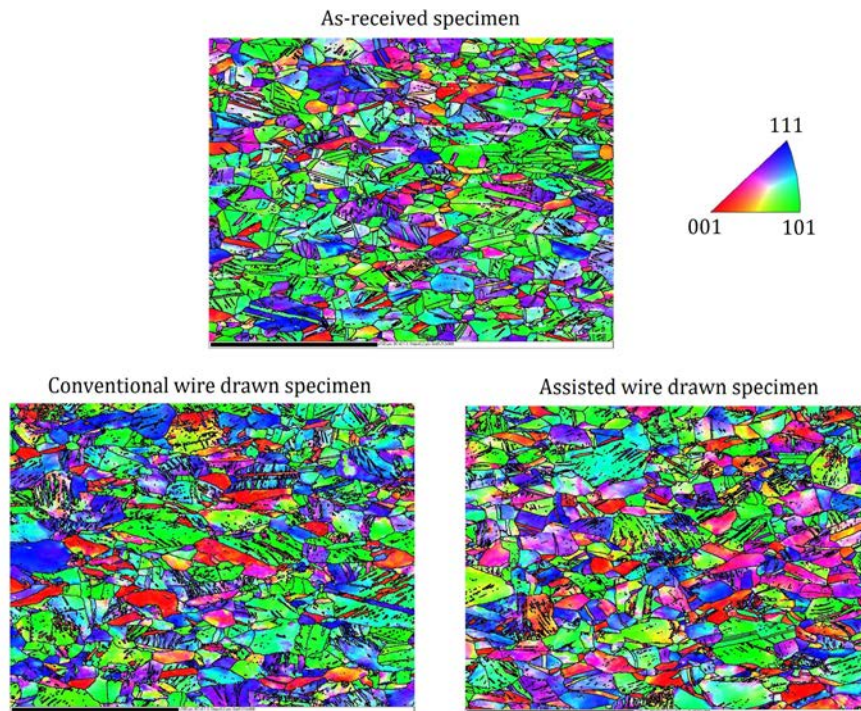 As-received specimen
111
001
101
Conventional wire drawn specimen
Assisted wire drawn specimen